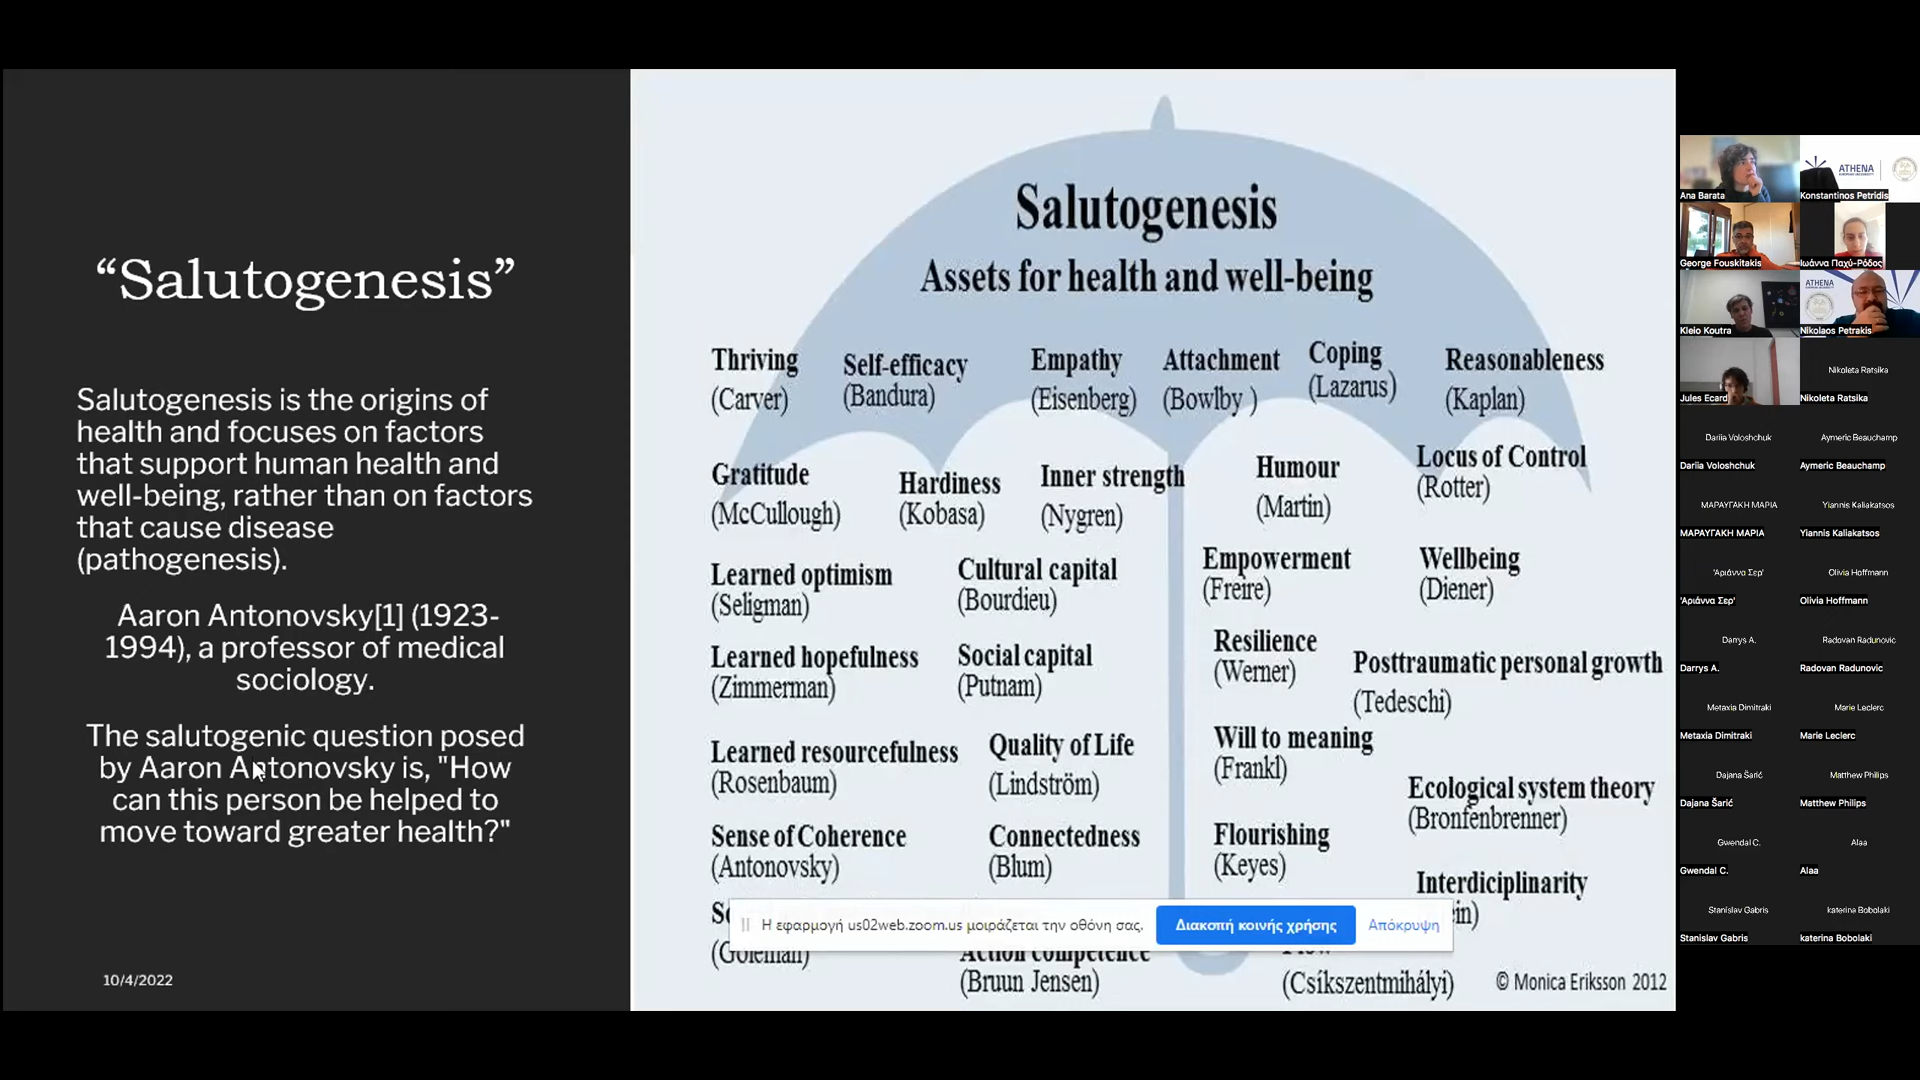 “Salutogenesis”
Salutogenesis is the origins of
health and focuses on factors
that support human health and
well-being, rather than on factors
that cause disease
(pathogenesis).
Aaron Antonovsky[1] (1923-
1994), a professor of medical
sociology.
The salutogenic question posed
by Aaron Antonovsky is, "How
can this person be helped to
move toward greater health?"
10/4/2022
Salutogenesis
Assets for health and well-being
Thriving
(Carver)
Self-efficacy
(Bandura)
Empathy
(Eisenberg)
Attachment
(Bowlby )
Coping
(Lazarus)
Reasonableness
(Kaplan)
Gratitude
(McCullough)
Hardiness
(Kobasa)
Inner strength
(Nygren)
Humour
(Martin)
Locus of Control
(Rotter)
Learned optimism
(Seligman)
Cultural capital
(Bourdieu)
Empowerment
(Freire)
Wellbeing
(Diener)
Learned hopefulness
(Zimmerman)
Social capital
(Putnam)
Resilience
(Werner)
Posttraumatic personal growth
(Tedeschi)
Learned resourcefulness
(Rosenbaum)
Quality of Life
(Lindström)
Will to meaning
(Frankl)
Ecological system theory
(Bronfenbrenner)
Sense of Coherence
(Antonovsky)
Connectedness
(Blum)
Flourishing
(Keyes)
Interdiciplinarity
(Goleman)
Action competence
(Bruun Jensen)
(Csíkszentmihályi)
© Monica Eriksson 2012
Η εφαρμογή us02web.zoom.us μοιράζεται την οθόνη σας.
Διακοπή κοινής χρήσης
Απόκρυψη
ATHENA
Ana Barata
Konstantinos Petridis
George Fouskitakis
Ιωάννα Παχύ-Ρόδος
ATHENA
Kleio Koutra
Nikolaos Petrakis
Jules Ecard
Nikoleta Ratsika
Nikoleta Ratsika
Dariia Voloshchuk
Aymeric Beauchamp
Dariia Voloshchuk
Aymeric Beauchamp
ΜΑΡΑΥΓΑΚΗ ΜΑΡΙΑ
Yiannis Kaliakatsos
ΜΑΡΑΥΓΑΚΗ ΜΑΡΙΑ
Yiannis Kaliakatsos
'Αριάννα Σερ'
Olivia Hoffmann
'Αριάννα Σερ'
Olivia Hoffmann
Darrys A.
Radovan Radunovic
Darrys A.
Radovan Radunovic
Metaxia Dimitraki
Marie Leclerc
Metaxia Dimitraki
Marie Leclerc
Dajana Šarić
Matthew Philips
Dajana Šarić
Matthew Philips
Gwendal C.
Alaa
Gwendal C.
Alaa
Stanislav Gabris
katerina Bobolaki
Stanislav Gabris
katerina Bobolaki